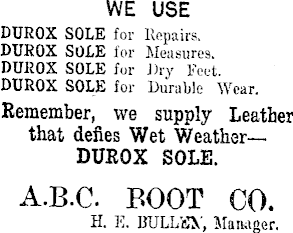 WE USE
DUROX SOLE for Repairs.
DUROX SOLE for Measures.
DUROX SOLE for Dry Feet.
DUROX SOLE for Durable Wear.
Remember, we supply Leather
that defies Wet Weather—
DUROX SOLE.
A.B.C. BOOT CO.
H. E. BULLEN, Manager.